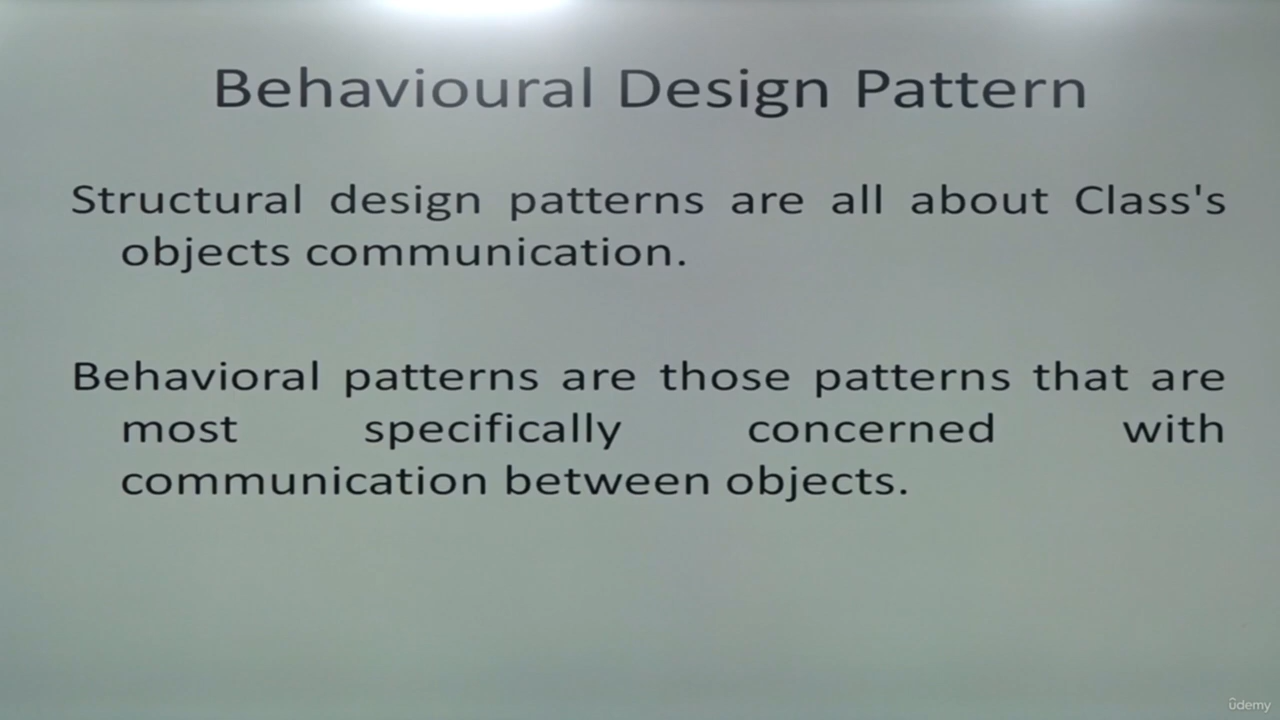 Behavioural Design Pattern
Structural design patterns are all about Class's
objects communication.
Behavioral patterns are those patterns that are
most specifically concerned with
communication between objects.
ûdemy